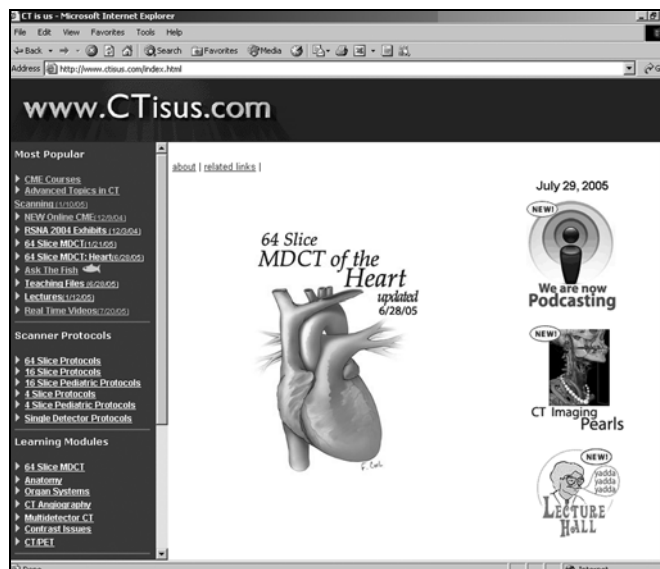 CT is us - Microsoft Internet Explorer
File Edit View Favorites Tools Help
Back Search Favorites Media
Address http://www.ctisus.com/index.html
www.CTisus.com
Most Popular
CME Courses
Advanced Topics in CT
Scanning (1/10/05)
NEW Online CME(12/9/04)
RSNA 2004 Exhibits (12/3/04)
64 Slice MDCT(1/21/05)
64 Slice MDCT: Heart(6/28/05)
Ask The Fish
Teaching Files (6/28/05)
Lectures(1/12/05)
Real Time Videos(7/20/05)
Scanner Protocols
64 Slice Protocols
16 Slice Protocols
16 Slice Pediatric Protocols
4 Slice Protocols
4 Slice Pediatric Protocols
Single Detector Protocols
Learning Modules
64 Slice MDCT
Anatomy
Organ Systems
CT Angiography
Multidetector CT
Contrast Issues
CT/PET
about | related links |
64 Slice
MDCT of the
Heart
updated
6/28/05
July 29, 2005
NEW!
We are now
Podcasting
NEW!
CT Imaging
Pearls
NEW!
yadda
yadda
yadda
LECTURE
HALL